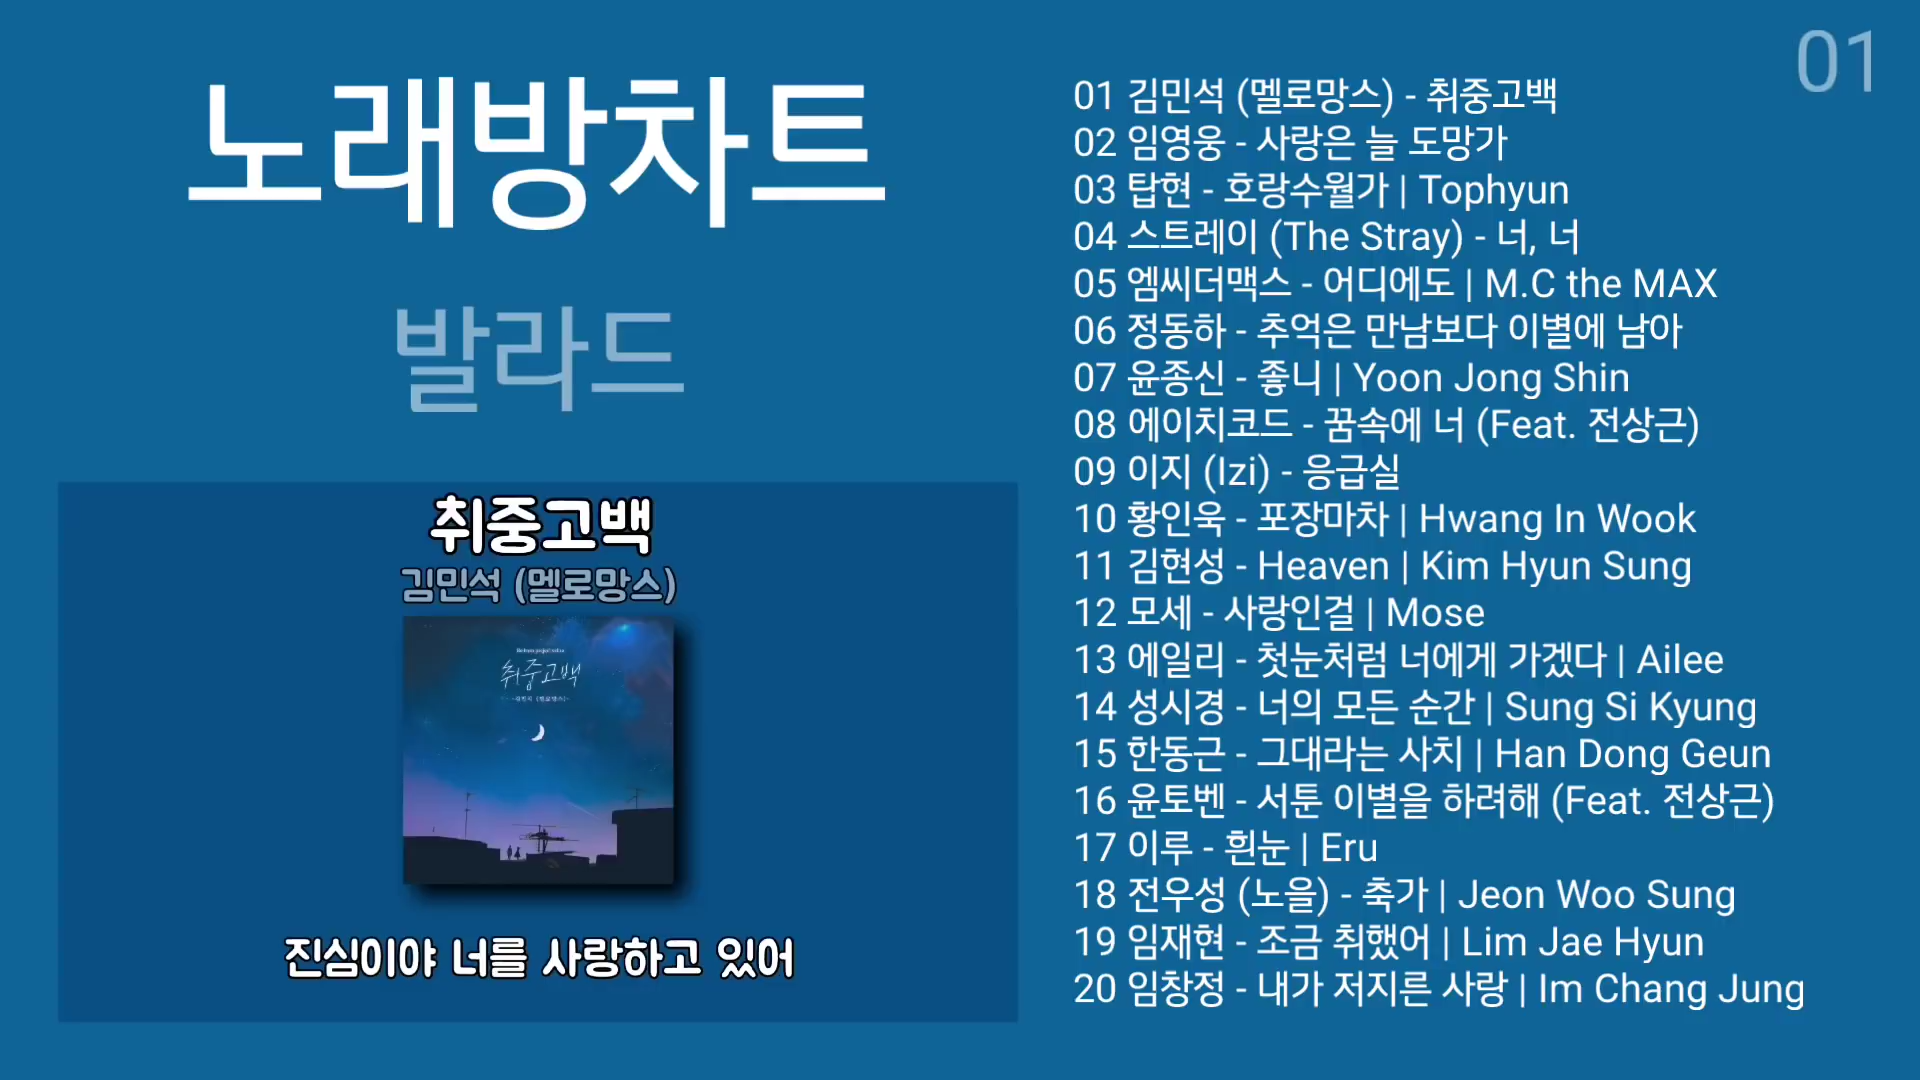 노래방차트
발라드
취중고백
김민석 (멜로망스)
취중고백
진심이야 너를 사랑하고 있어
01
01 김민석 (멜로망스) - 취중고백
02 임영웅 - 사랑은 늘 도망가
03 탑현 - 호랑수월가 | Tophyun
04 스트레이 (The Stray) - 너, 너
05 엠씨더맥스 - 어디에도 | M.C the MAX
06 정동하 - 추억은 만남보다 이별에 남아
07 윤종신 - 좋니 | Yoon Jong Shin
08 에이치코드 - 꿈속에 너 (Feat. 전상근)
09 이지 (Izi) - 응급실
10 황인욱 - 포장마차 | Hwang In Wook
11 김현성 - Heaven | Kim Hyun Sung
12 모세 - 사랑인걸 | Mose
13 에일리 - 첫눈처럼 너에게 가겠다 | Ailee
14 성시경 - 너의 모든 순간 | Sung Si Kyung
15 한동근 - 그대라는 사치 | Han Dong Geun
16 윤토벤 - 서툰 이별을 하려해 (Feat. 전상근)
17 이루 - 흰눈 | Eru
18 전우성 (노을) - 축가 | Jeon Woo Sung
19 임재현 - 조금 취했어 | Lim Jae Hyun
20 임창정 - 내가 저지른 사랑 | Im Chang Jung